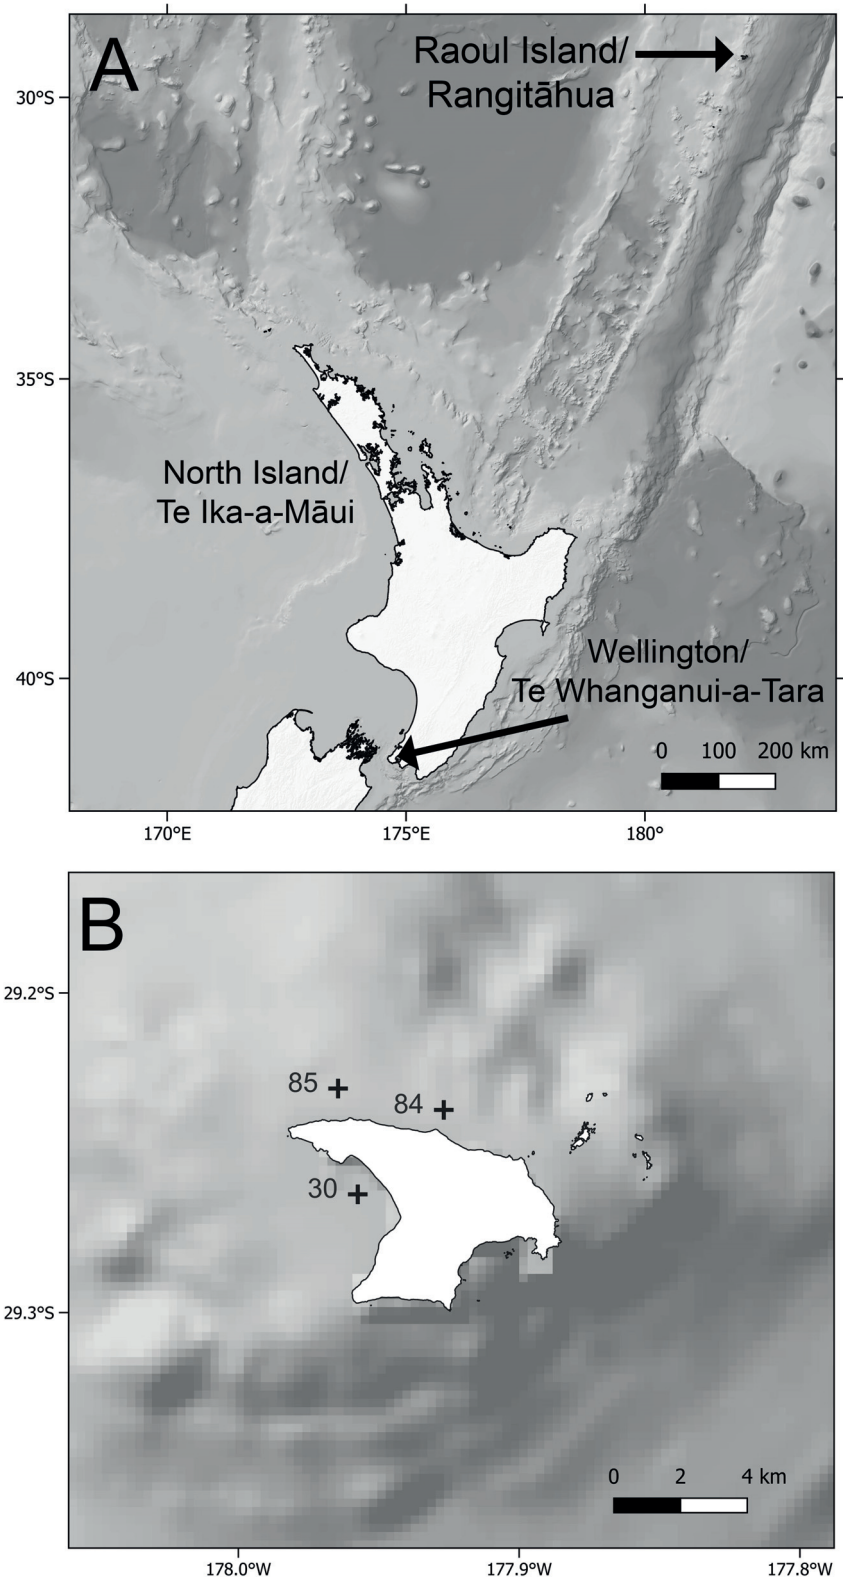 A
Raoul Island/
Rangitāhua
30°S
35°S
North Island/
Te Ika-a-Māui
Wellington/
Te Whanganui-a-Tara
40°S
0 100 200 km
170°E 175°E 180°
B
29.2°S
85
84
30
29.3°S
0 2 4 km
178.0°W 177.9°W 177.8°W